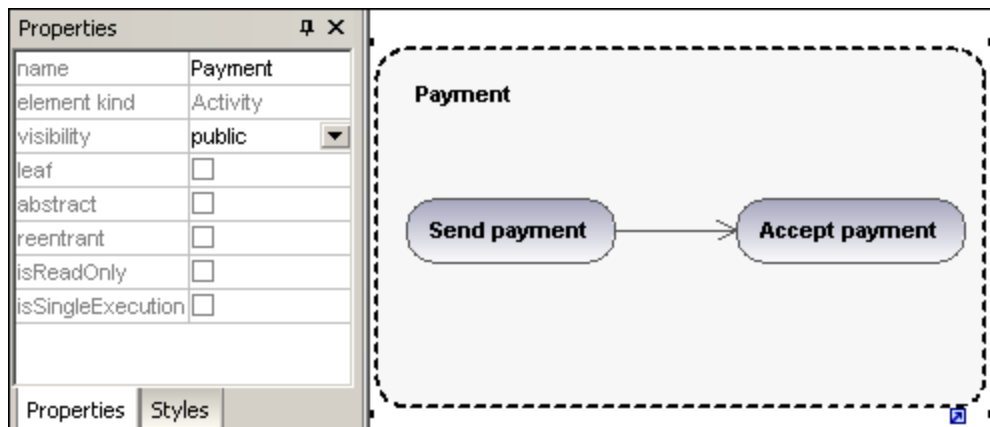 Properties
name Payment
element kind Activity
visibility public
leaf
abstract
reentrant
isReadOnly
isSingleExecution
Properties Styles
Payment
Send payment Accept payment